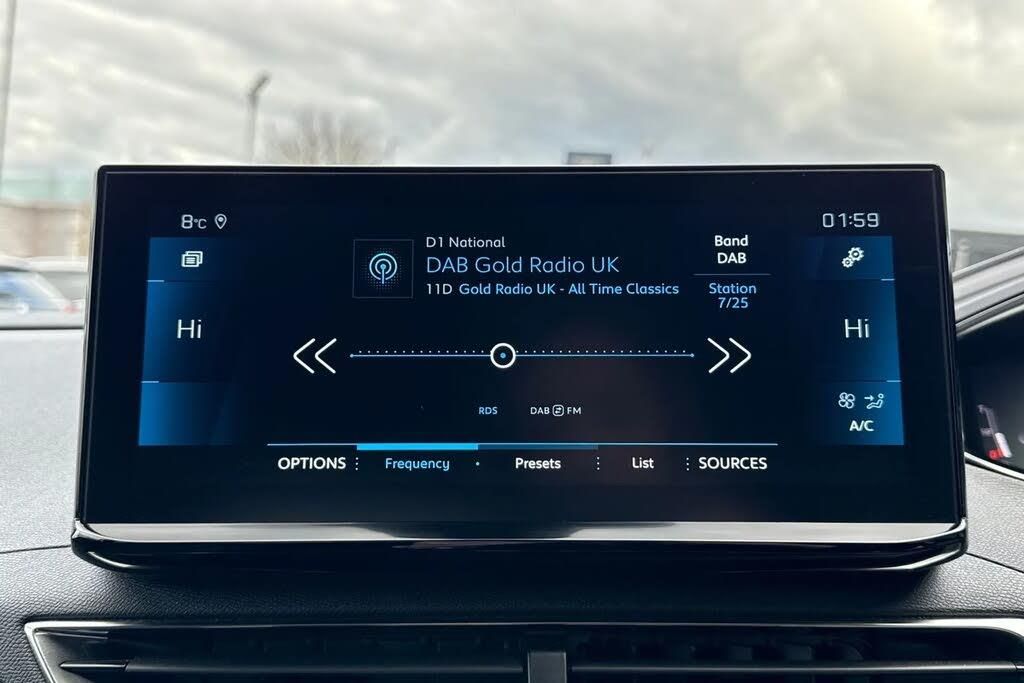 8°C
01:59
D1 National
DAB Gold Radio UK
11D Gold Radio UK - All Time Classics
Band
DAB
Station
7/25
Hi
Hi
RDS
DAB FM
A/C
OPTIONS
Frequency
Presets
List
SOURCES